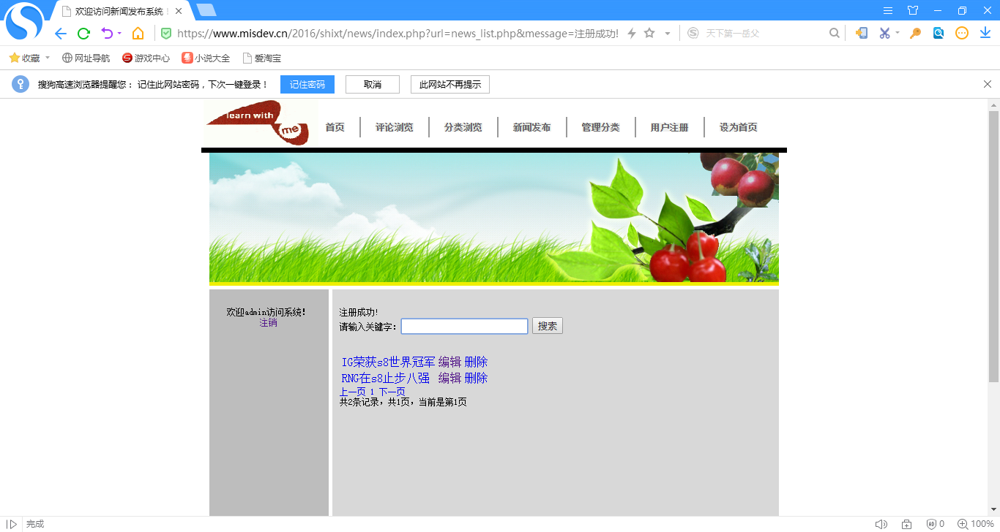 欢迎访问新闻发布系统！
https://www.misdev.cn/2016/shixt/news/index.php?url=news_list.php&message=注册成功!
天下第一岳父
收藏 网址导航 游戏中心 小说大全 爱淘宝
搜狗高速浏览器提醒您： 记住此网站密码，下次一键登录！ 记住密码 取消 此网站不再提示
learn with
me
首页 评论浏览 分类浏览 新闻发布 管理分类 用户注册 设为首页
欢迎admin访问系统!
注销
注册成功!
请输入关键字: 搜索
IG荣获s8世界冠军 编辑 删除
RNG在s8止步八强 编辑 删除
上一页 1 下一页
共2条记录，共1页，当前是第1页
完成 AD 0 100%